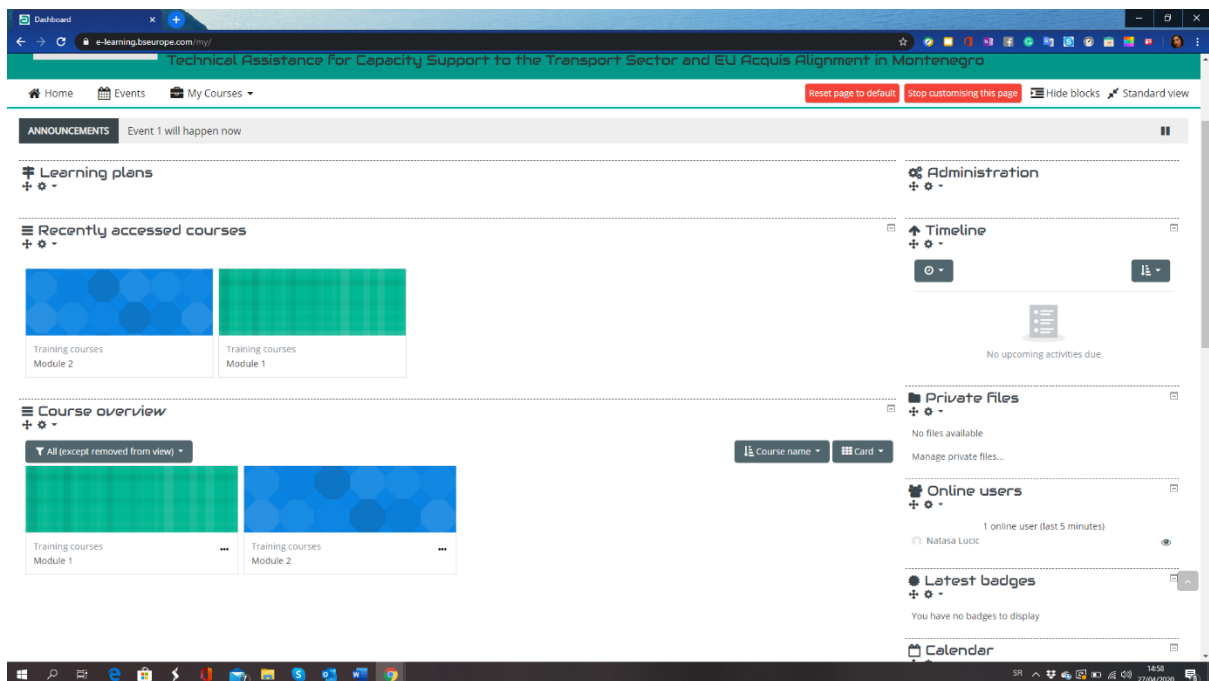 Dashboard
e-learning.bseurope.com/my/
Technical Assistance for Capacity Support to the Transport Sector and EU Acquis Alignment in Montenegro
Home Events My Courses Reset page to default Stop customising this page Hide blocks Standard view
ANNOUNCEMENTS Event 1 will happen now
Learning plans
Recently accessed courses
Training courses
Module 2
Training courses
Module 1
Course overview
All (except removed from view) Course name Card
Training courses
Module 1
Training courses
Module 2
Administration
Timeline
No upcoming activities due
Private files
No files available
Manage private files...
Online users
1 online user (last 5 minutes)
Natasa Lucic
Latest badges
You have no badges to display
Calendar
SR 14:58
27/04/2020